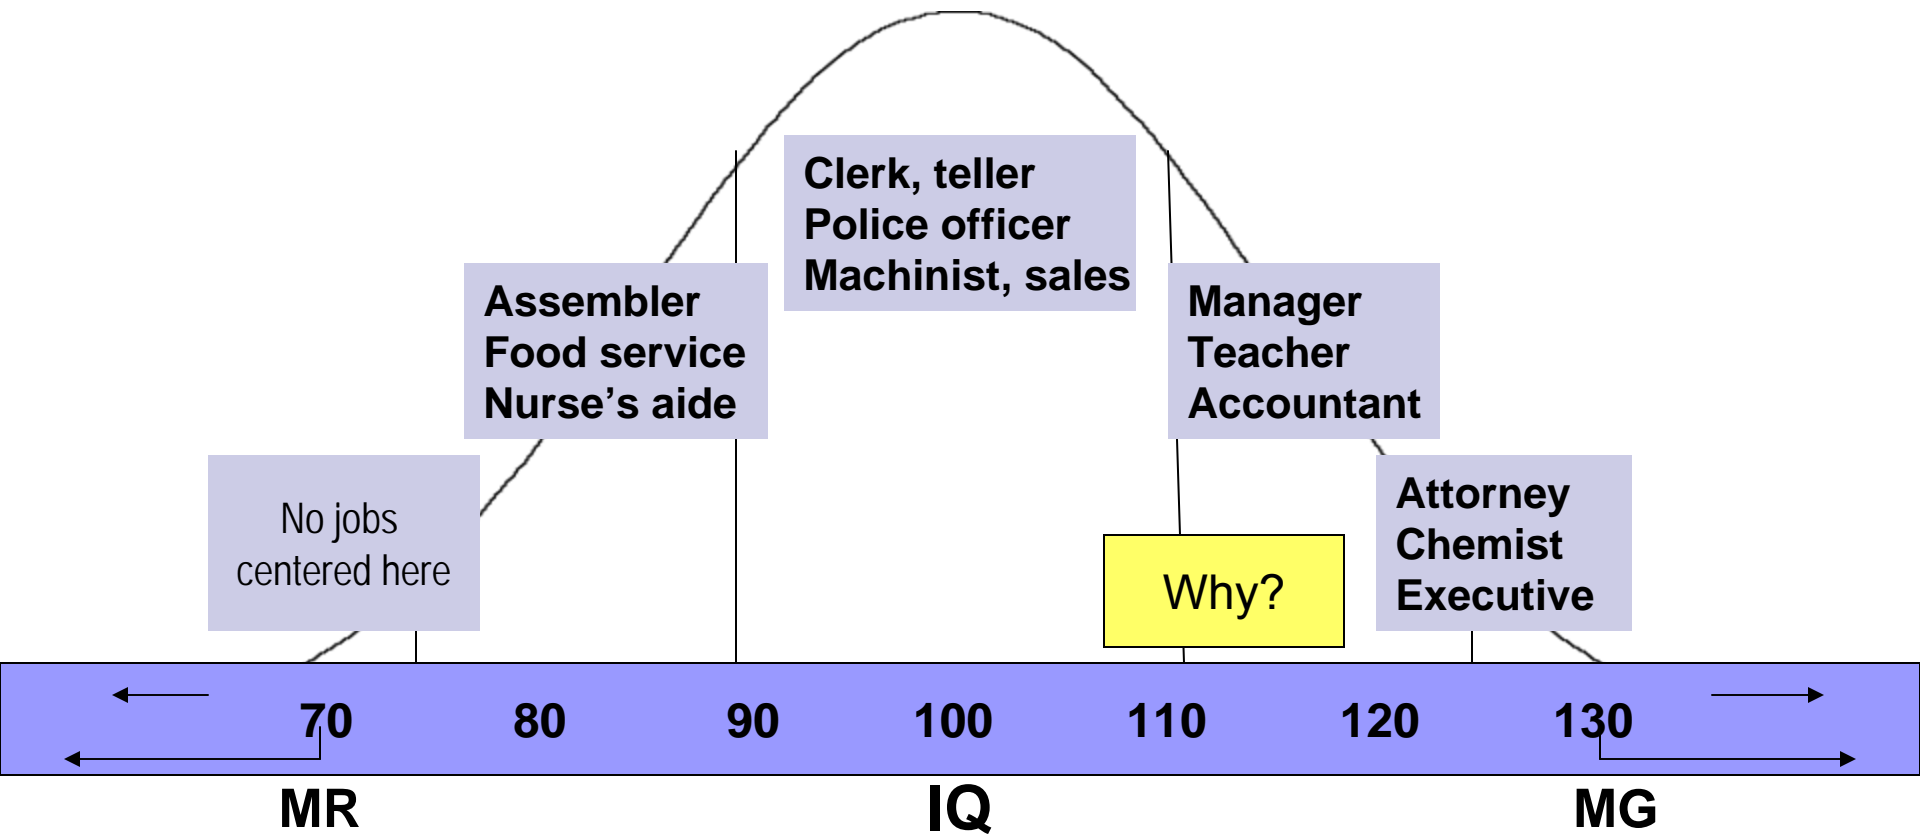 Clerk, teller
Police officer
Machinist, sales
Assembler
Food service
Nurse’s aide
Manager
Teacher
Accountant
No jobs
centered here
Why?
Attorney
Chemist
Executive
70 80 90 100 110 120 130
MR IQ MG